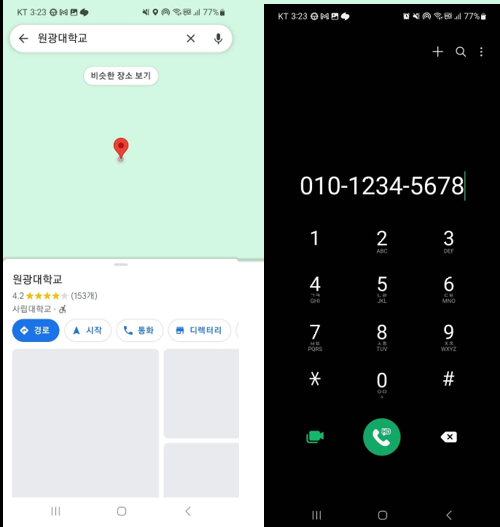 KT 3:23
77%
원광대학교
비슷한 장소 보기
원광대학교
4.2 (153개)
사립대학교 ·
경로
시작
통화
디렉터리
KT 3:23
77%
010-1234-5678
1
2
3
ABC
DEF
4
5
6
GHI
JKL
MNO
7
8
9
PQRS
TUV
WXYZ
*
0
#